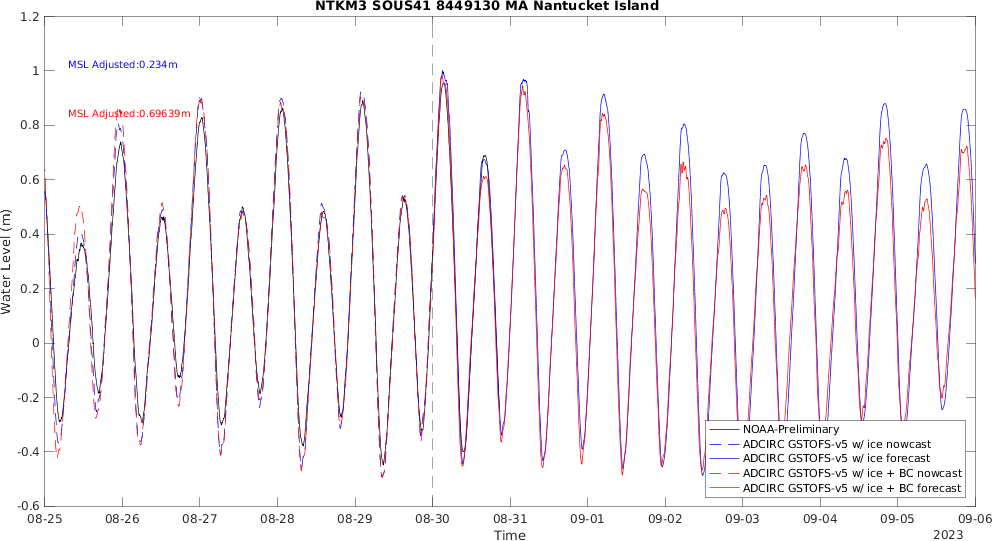 NTKM3 SOUS41 8449130 MA Nantucket Island
1.2
1
0.8
0.6
0.4
0.2
0
-0.2
-0.4
-0.6
Water Level (m)
MSL Adjusted:0.234m
MSL Adjusted:0.69639m
NOAA-Preliminary
ADCIRC GSTOFS-v5 w/ ice nowcast
ADCIRC GSTOFS-v5 w/ ice forecast
ADCIRC GSTOFS-v5 w/ ice + BC nowcast
ADCIRC GSTOFS-v5 w/ ice + BC forecast
08-25 08-26 08-27 08-28 08-29 08-30 08-31 09-01 09-02 09-03 09-04 09-05 09-06
Time
2023